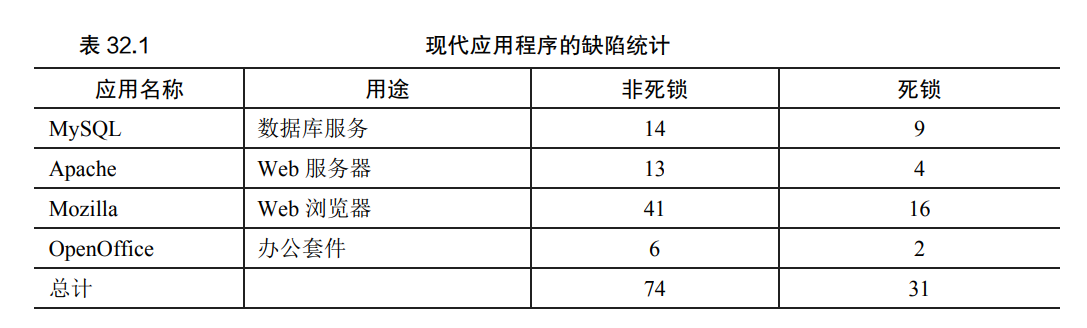 表 32.1 现代应用程序的缺陷统计
应用名称 用途 非死锁 死锁
MySQL 数据库服务 14 9
Apache Web 服务器 13 4
Mozilla Web 浏览器 41 16
OpenOffice 办公套件 6 2
总计 74 31